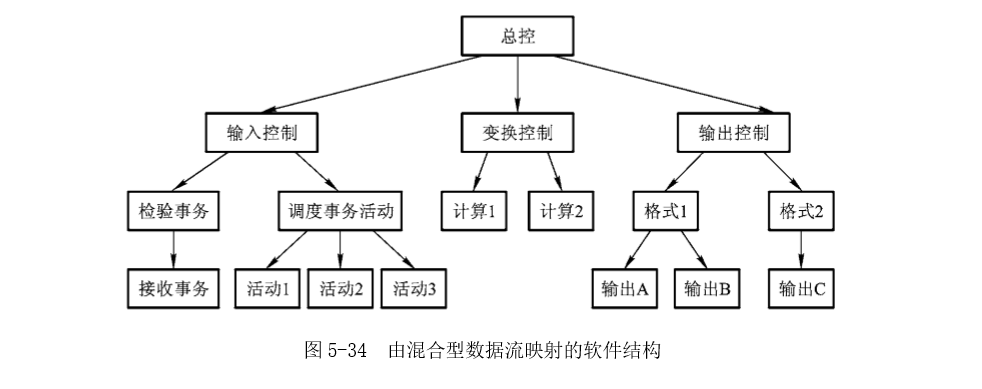 总控
输入控制 变换控制 输出控制
检验事务 调度事务活动 计算1 计算2 格式1 格式2
接收事务 活动1 活动2 活动3 输出A 输出B 输出C
图 5-34 由混合型数据流映射的软件结构